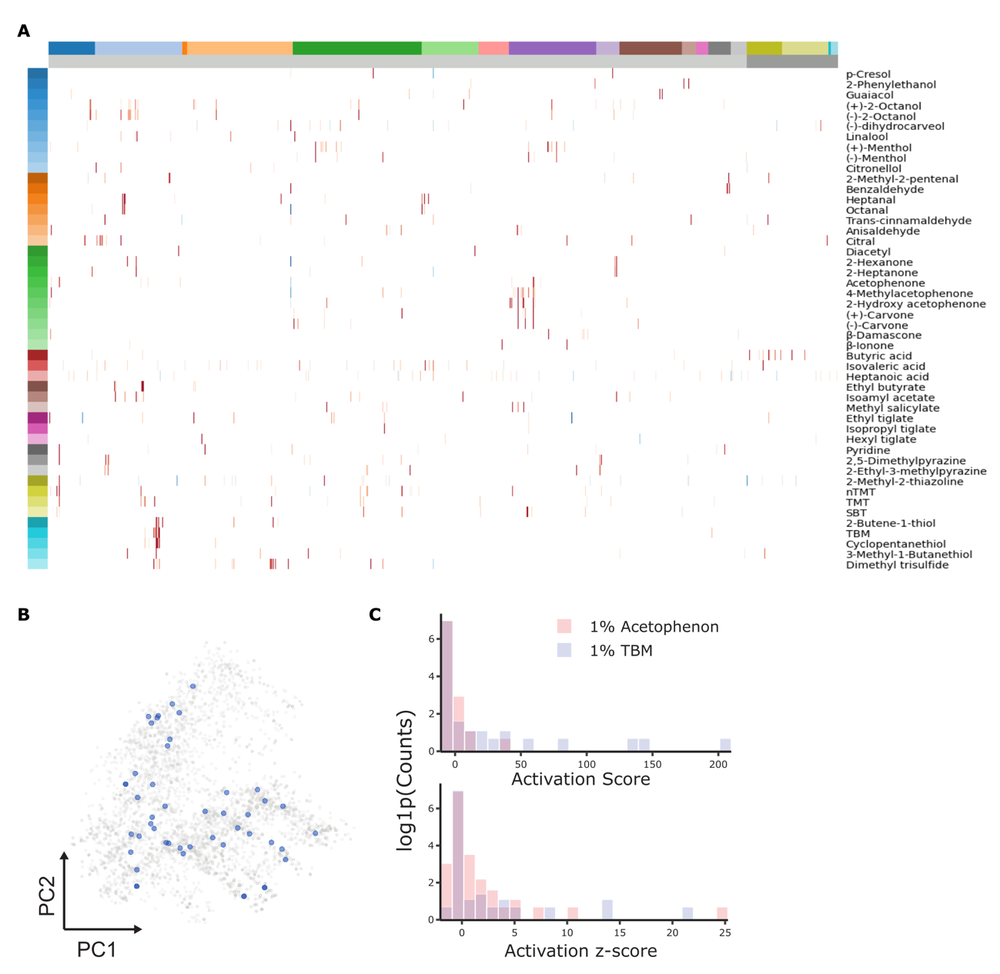 A
p-Cresol
2-Phenylethanol
Guaiacol
(+)-2-Octanol
(-)-2-Octanol
(-)-dihydrocarveol
Linalool
(+)-Menthol
(-)-Menthol
Citronellol
2-Methyl-2-pentenal
Benzaldehyde
Heptanal
Octanal
Trans-cinnamaldehyde
Anisaldehyde
Citral
Diacetyl
2-Hexanone
2-Heptanone
Acetophenone
4-Methylacetophenone
2-Hydroxy acetophenone
(+)-Carvone
(-)-Carvone
β-Damascone
β-Ionone
Butyric acid
Isovaleric acid
Heptanoic acid
Ethyl butyrate
Isoamyl acetate
Methyl salicylate
Ethyl tiglate
Isopropyl tiglate
Hexyl tiglate
Pyridine
2,5-Dimethylpyrazine
2-Ethyl-3-methylpyrazine
2-Methyl-2-thiazoline
nTMT
TMT
SBT
2-Butene-1-thiol
TBM
Cyclopentanethiol
3-Methyl-1-Butanethiol
Dimethyl trisulfide
B
PC2
PC1
C
1% Acetophenon
1% TBM
log1p(Counts)
6
4
2
0
0 50 100 150 200
Activation Score
6
4
2
0
0 5 10 15 20 25
Activation z-score